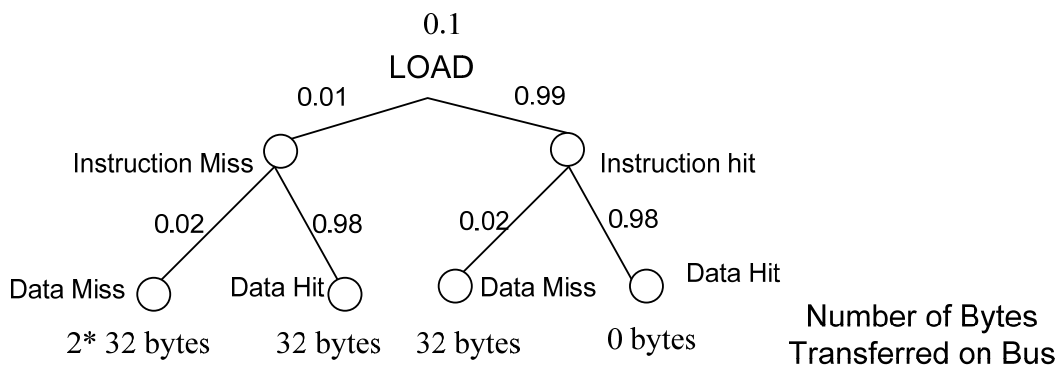 0.1
LOAD
0.01
0.99
Instruction Miss
Instruction hit
0.02
0.98
0.02
0.98
Data Miss
Data Hit
Data Miss
Data Hit
2* 32 bytes
32 bytes
32 bytes
0 bytes
Number of Bytes
Transferred on Bus